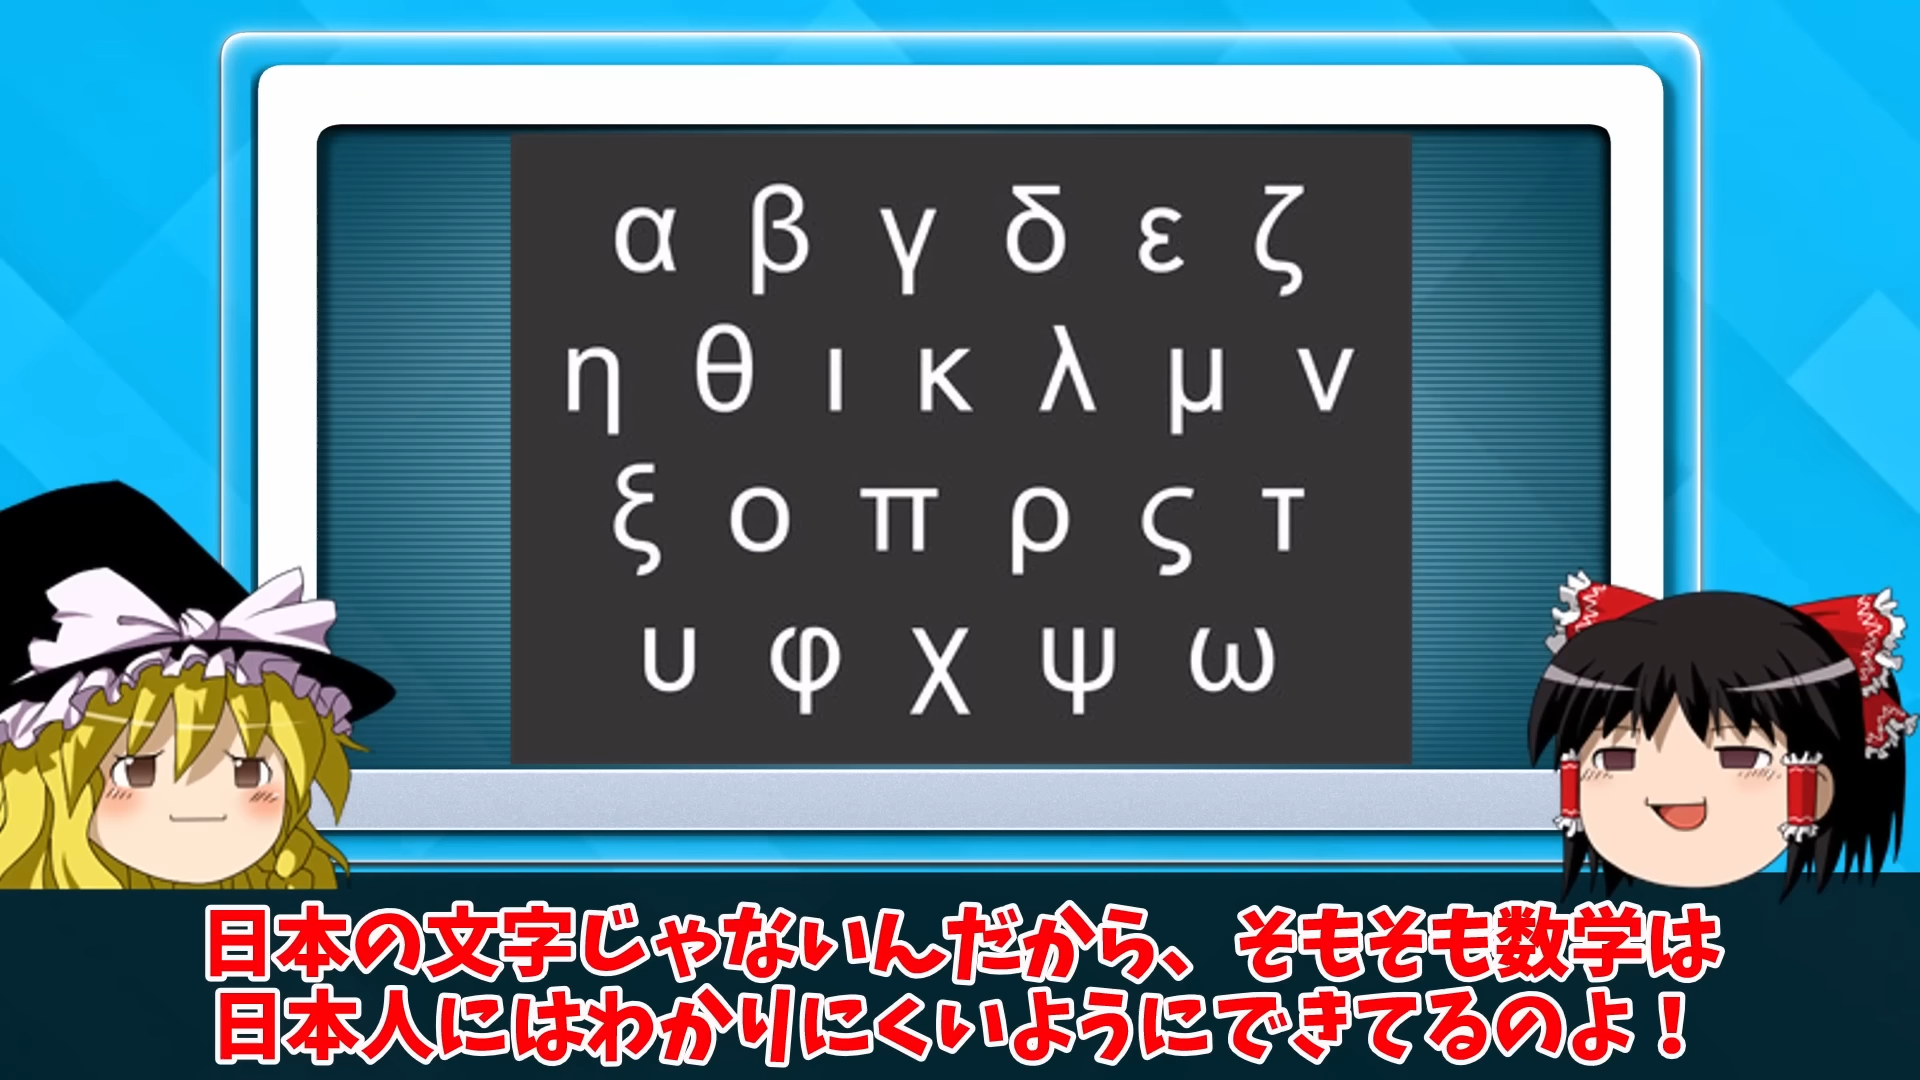 α β γ δ ε ζ
η θ ι κ λ μ ν
ξ ο π ρ ς τ
υ φ χ ψ ω
日本の文字じゃないんだから、そもそも数学は
日本人にはわかりにくいようにできてるのよ！